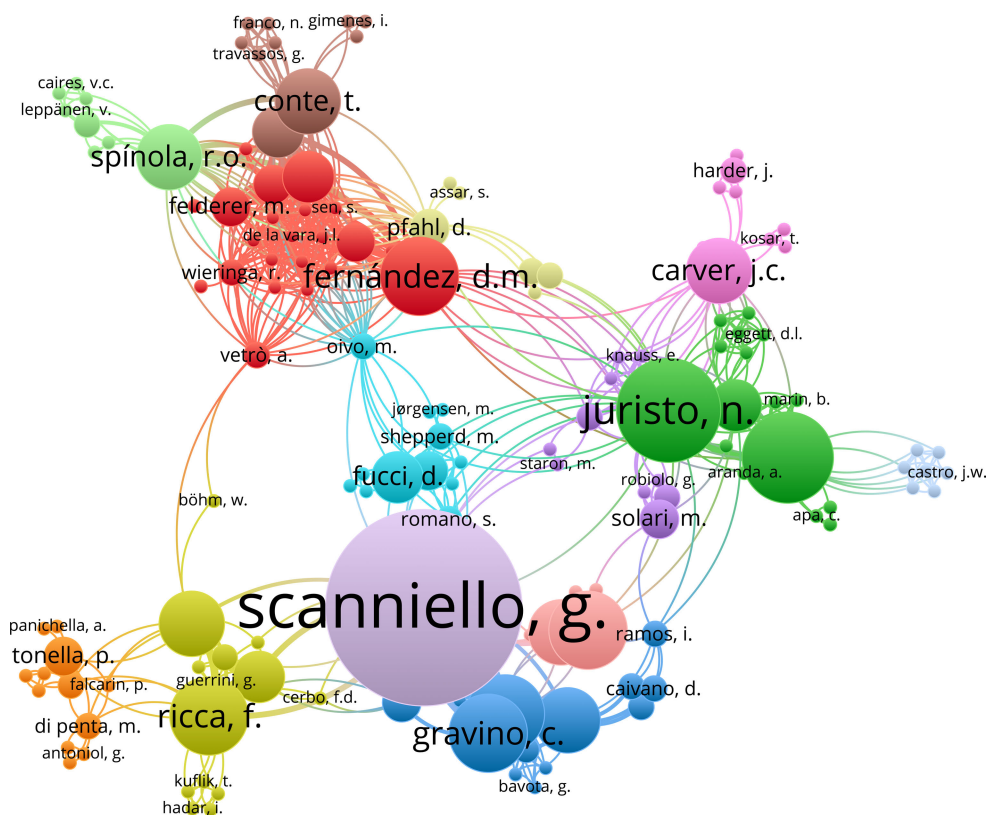 franco, n.
gimenes, i.
travassos, g.
caires, v.c.
conte, t.
leppänen, v.
spínola, r.o.
harder, j.
assar, s.
felderer, m.
sen, s.
pfahl, d.
de la vara, j.l.
kosar, t.
wieringa, r.
fernández, d.m.
carver, j.c.
eggett, d.l.
vetrò, a.
oivo, m.
knauss, e.
marin, b.
jørgensen, m.
juristo, n.
shepperd, m.
staron, m.
fucci, d.
aranda, a.
castro, j.w.
robiolo, g.
böhm, w.
romano, s.
solari, m.
apa, c.
scanniello, g.
panichella, a.
ramos, i.
tonella, p.
guerrini, g.
falcarin, p.
caivano, d.
cerbo, f.d.
ricca, f.
di penta, m.
gravino, c.
antoniol, g.
kuflik, t.
bavota, g.
hadar, i.